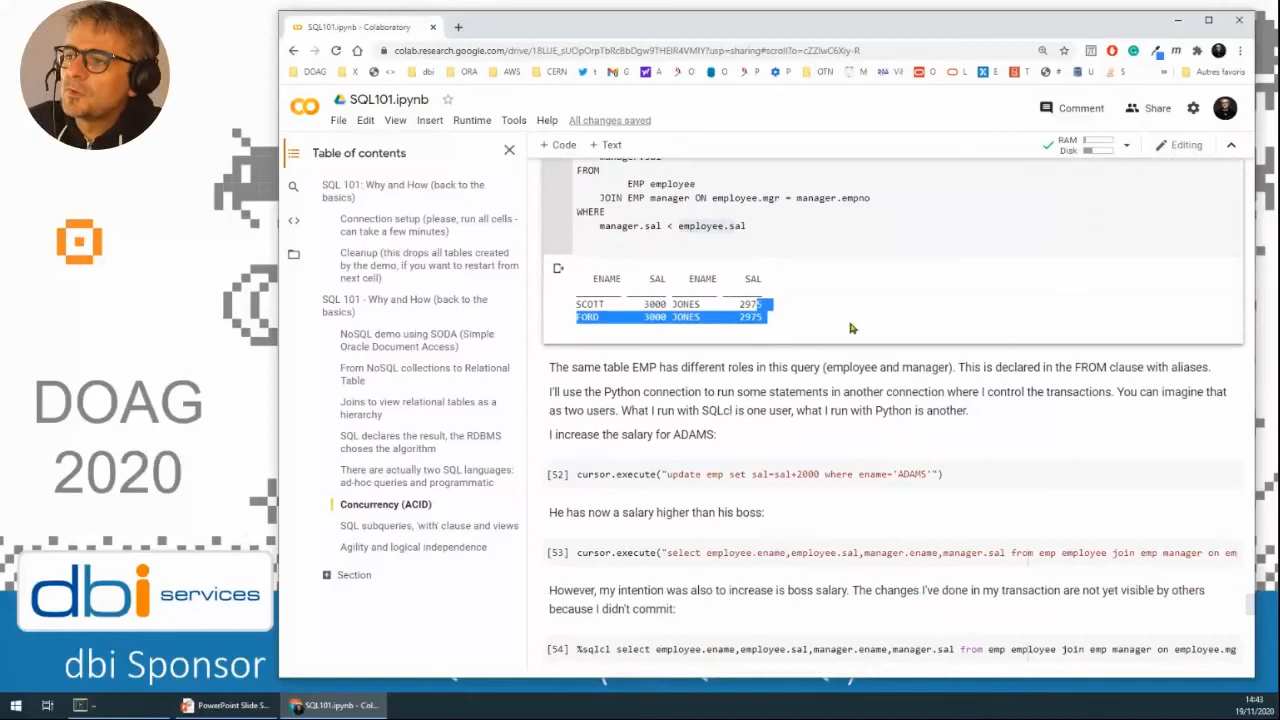 SQL101.ipynb - Colaboratory
colab.research.google.com/drive/18LUE_sUOpOrpTbRcBbDgw9THEIR4VMIY?usp=sharing#scrollTo=cZZIwC6Xiy-R
DOAG X <> dbi ORA AWS CERN t G A O O P P OTN M Vit O L E T # U S » Autres favoris
SQL101.ipynb
File Edit View Insert Runtime Tools Help All changes saved
Comment Share
+ Code + Text
RAM
Disk
Editing
Table of contents
SQL 101: Why and How (back to the
basics)
Connection setup (please, run all cells -
can take a few minutes)
Cleanup (this drops all tables created
by the demo, if you want to restart from
next cell)
SQL 101 - Why and How (back to the
basics)
NoSQL demo using SODA (Simple
Oracle Document Access)
From NoSQL collections to Relational
Table
Joins to view relational tables as a
hierarchy
SQL declares the result, the RDBMS
choses the algorithm
There are actually two SQL languages:
ad-hoc queries and programmatic
Concurrency (ACID)
SQL subqueries, 'with' clause and views
Agility and logical independence
Section
manager.sal
FROM
EMP employee
JOIN EMP manager ON employee.mgr = manager.empno
WHERE
manager.sal < employee.sal
ENAME SAL ENAME SAL
SCOTT 3000 JONES 2975
FORD 3000 JONES 2975
The same table EMP has different roles in this query (employee and manager). This is declared in the FROM clause with aliases.
I'll use the Python connection to run some statements in another connection where I control the transactions. You can imagine that
as two users. What I run with SQLcl is one user, what I run with Python is another.
I increase the salary for ADAMS:
[52] cursor.execute("update emp set sal=sal+2000 where ename='ADAMS'")
He has now a salary higher than his boss:
[53] cursor.execute("select employee.ename,employee.sal,manager.ename,manager.sal from emp employee join emp manager on em
However, my intention was also to increase is boss salary. The changes I've done in my transaction are not yet visible by others
because I didn't commit:
[54] %sqlcl select employee.ename,employee.sal,manager.ename,manager.sal from emp employee join emp manager on employee.mg
DOAG
2020
dbi services
dbi Sponsor
PowerPoint Slide S...
SQL101.ipynb - Col...
14:43
19/11/2020